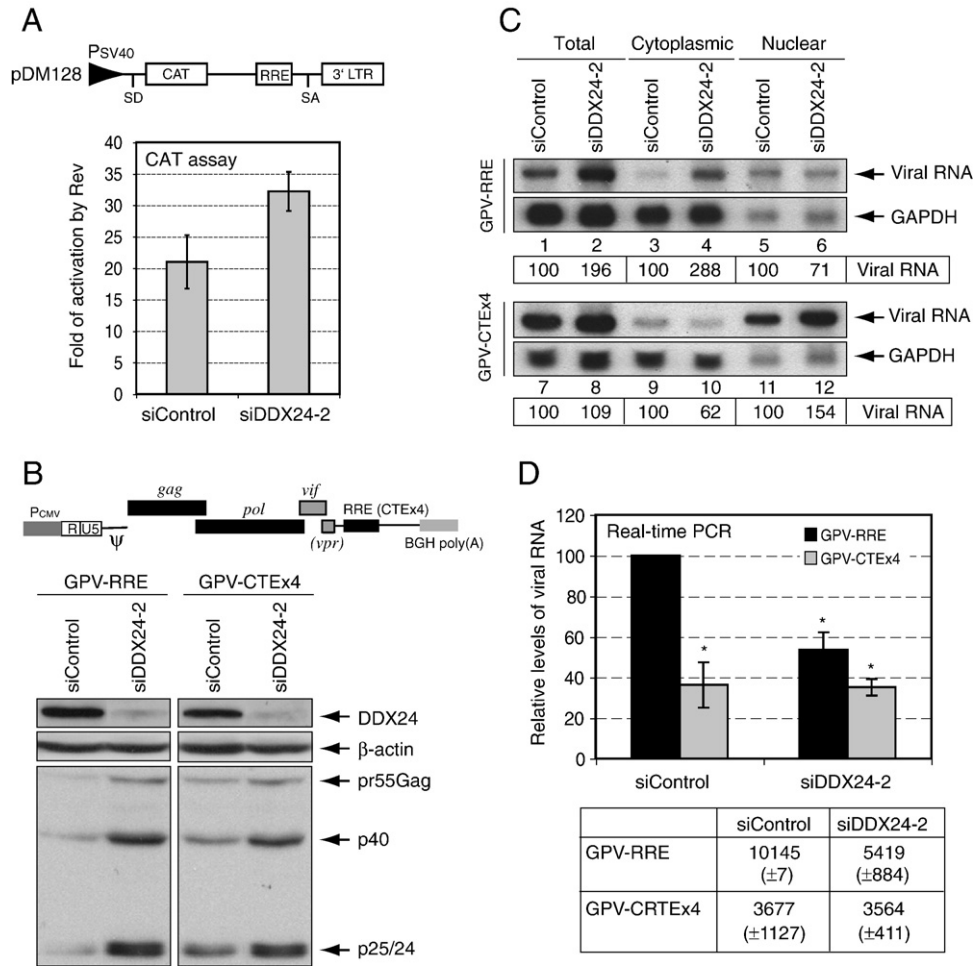 A
PSV40
pDM128
CAT
RRE
3' LTR
SD
SA
CAT assay
Fold of activation by Rev
40
35
30
25
20
15
10
5
0
siControl
siDDX24-2
B
PCMV
R
U5
ψ
gag
pol
vif
(vpr)
RRE (CTEx4)
BGH poly(A)
GPV-RRE
GPV-CTEx4
siControl
siDDX24-2
siControl
siDDX24-2
DDX24
β-actin
pr55Gag
p40
p25/24
C
Total Cytoplasmic Nuclear
siControl
siDDX24-2
siControl
siDDX24-2
siControl
siDDX24-2
GPV-RRE
Viral RNA
GAPDH
1 2 3 4 5 6
100 196 100 288 100 71 Viral RNA
GPV-CTEx4
Viral RNA
GAPDH
7 8 9 10 11 12
100 109 100 62 100 154 Viral RNA
D
Real-time PCR
GPV-RRE
GPV-CTEx4
Relative levels of viral RNA
120
100
80
60
40
20
0
*
*
*
siControl
siDDX24-2
siControl siDDX24-2
GPV-RRE 10145 5419
(±7) (±884)
GPV-CRTEx4 3677 3564
(±1127) (±411)